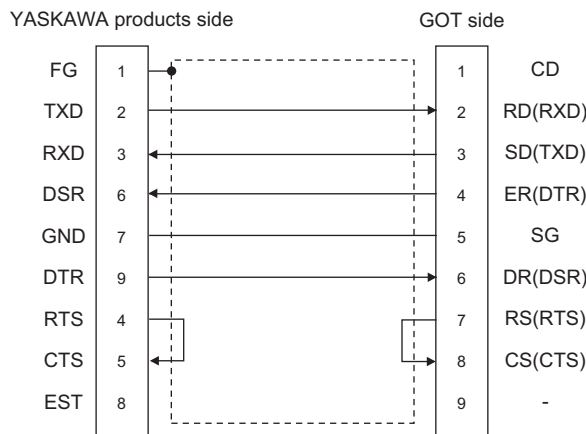 YASKAWA products side GOT side
FG 1 1 CD
TXD 2 2 RD(RXD)
RXD 3 3 SD(TXD)
DSR 6 4 ER(DTR)
GND 7 5 SG
DTR 9 6 DR(DSR)
RTS 4 7 RS(RTS)
CTS 5 8 CS(CTS)
EST 8 9 -